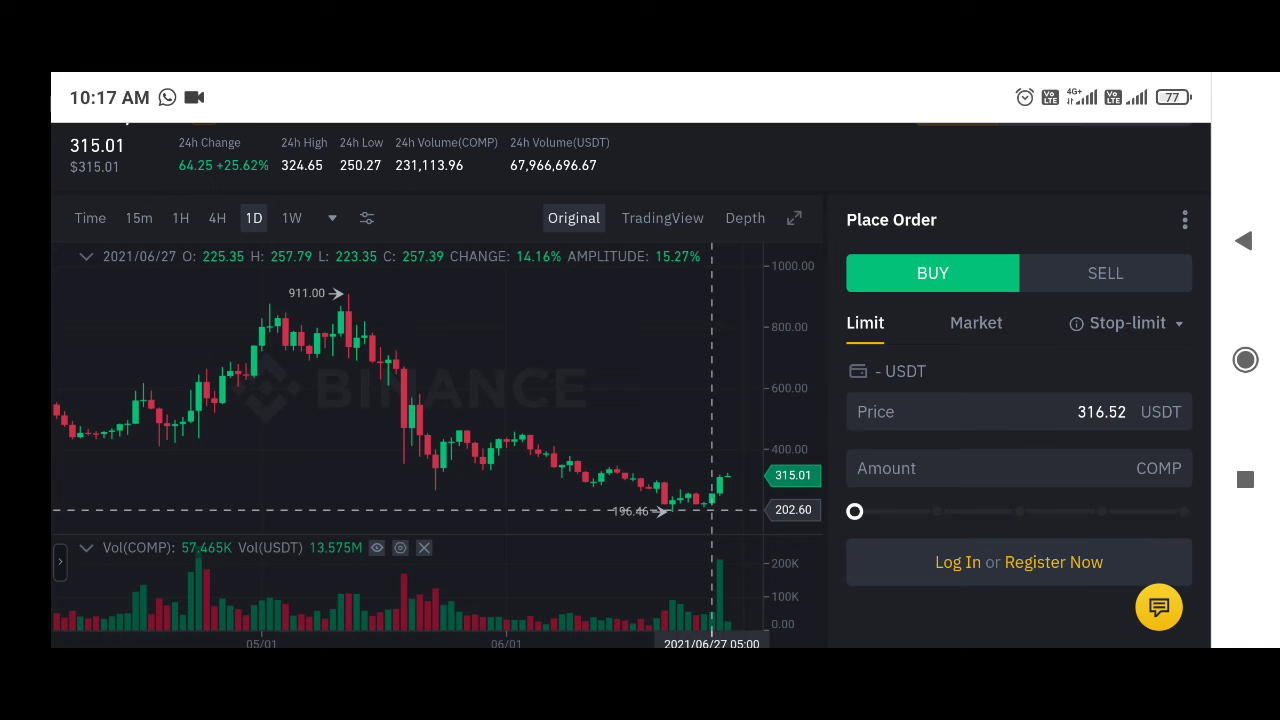 10:17 AM
Vo LTE 4G+ Vo LTE 77
315.01
$315.01
24h Change
64.25 +25.62%
24h High
324.65
24h Low
250.27
24h Volume(COMP)
231,113.96
24h Volume(USDT)
67,966,696.67
Time 15m 1H 4H 1D 1W
Original TradingView Depth
2021/06/27 O: 225.35 H: 257.79 L: 223.35 C: 257.39 CHANGE: 14.16% AMPLITUDE: 15.27%
1000.00
911.00
800.00
BINANCE
600.00
400.00
315.01
196.46
202.60
Vol(COMP): 57.465K Vol(USDT) 13.575M
200K
100K
0.00
05/01 06/01 2021/06/27 05:00
Place Order
BUY SELL
Limit Market Stop-limit
- USDT
Price 316.52 USDT
Amount COMP
Log In or Register Now